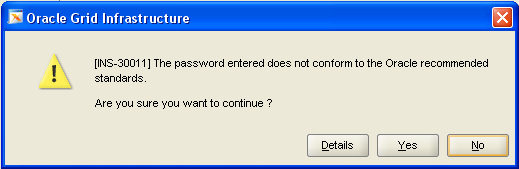 Oracle Grid Infrastructure
[INS-30011] The password entered does not conform to the Oracle recommended
standards.
Are you sure you want to continue ?
Details Yes No